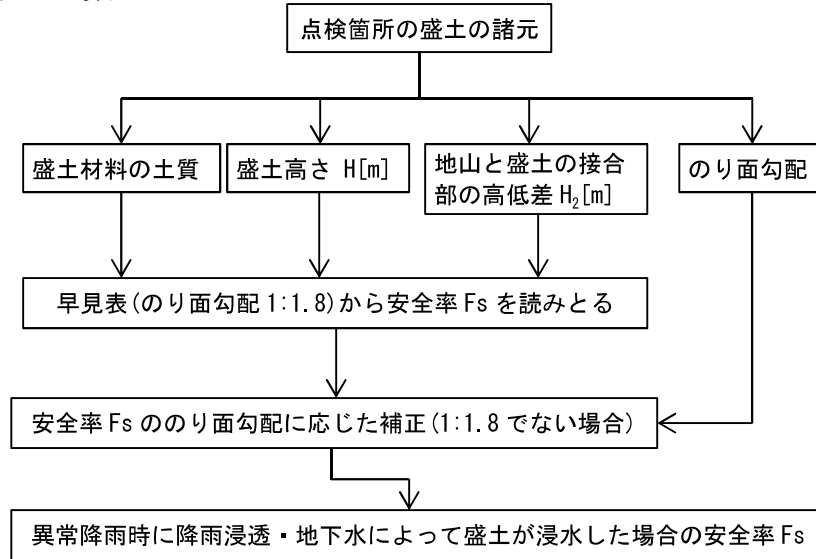 点検箇所の盛土の諸元
盛土材料の土質
盛土高さ H[m]
地山と盛土の接合
部の高低差 H₂[m]
のり面勾配
早見表(のり面勾配 1:1.8)から安全率 Fs を読みとる
安全率 Fs ののり面勾配に応じた補正(1:1.8 でない場合)
異常降雨時に降雨浸透・地下水によって盛土が浸水した場合の安全率 Fs